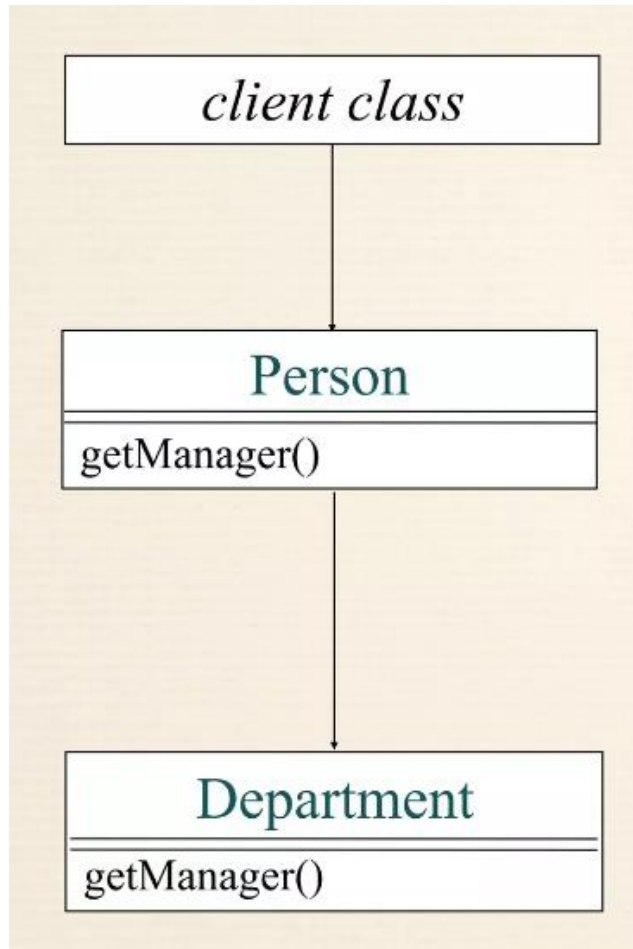 client class
Person
getManager()
Department
getManager()